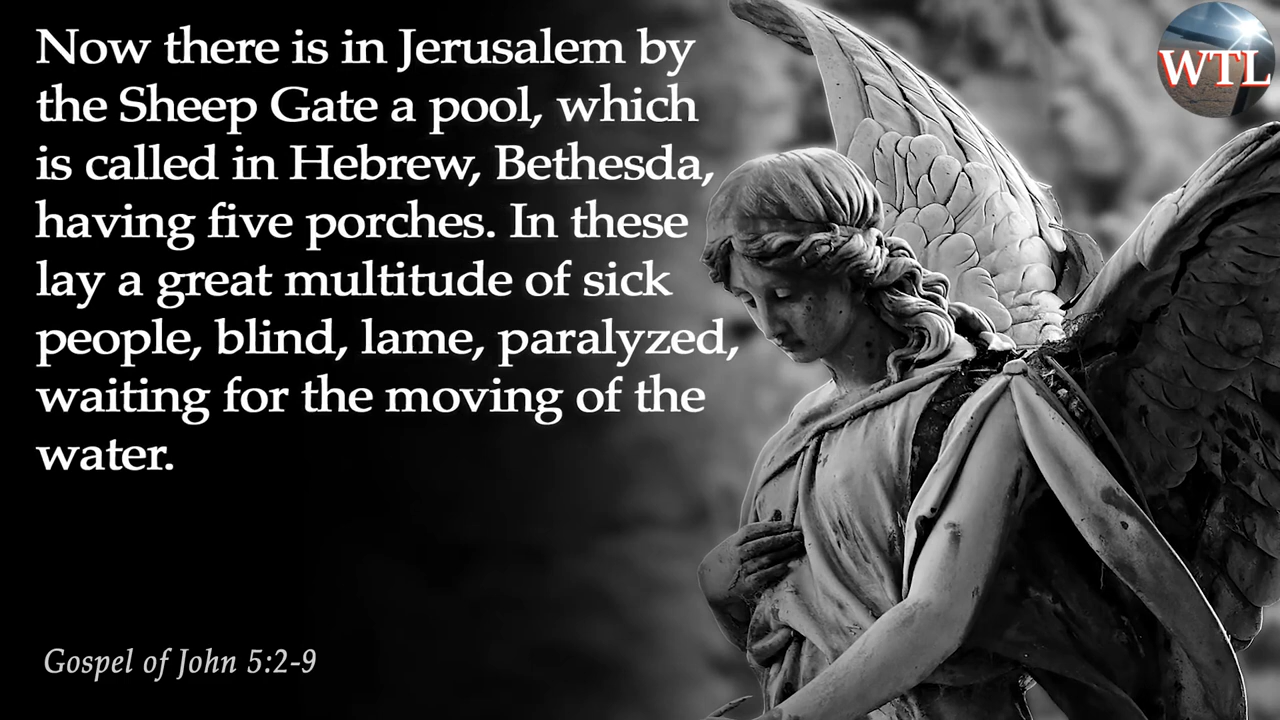 Now there is in Jerusalem by
the Sheep Gate a pool, which
is called in Hebrew, Bethesda,
having five porches. In these
lay a great multitude of sick
people, blind, lame, paralyzed,
waiting for the moving of the
water.
Gospel of John 5:2-9
WTL